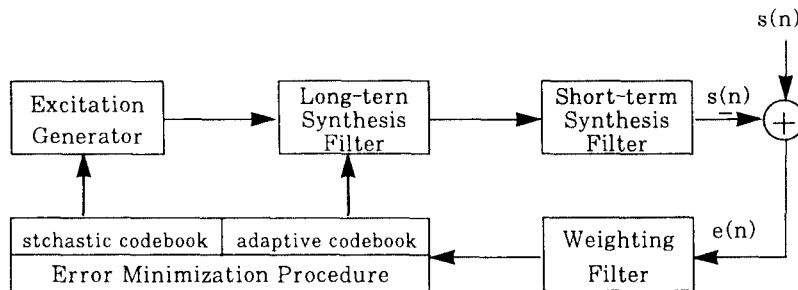 s(n)
Excitation
Generator
Long-tern
Synthesis
Filter
Short-term
Synthesis
Filter
s(n)
−
+
stchastic codebook
adaptive codebook
Error Minimization Procedure
Weighting
Filter
e(n)